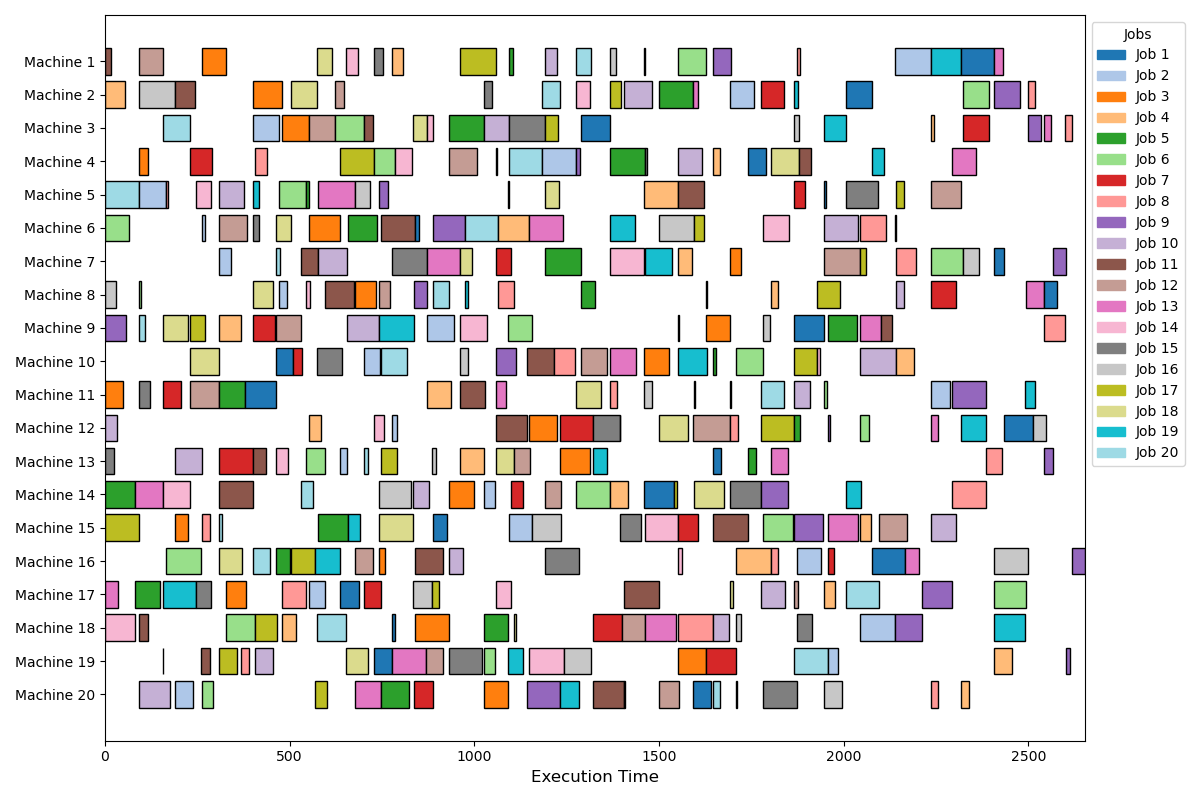 Machine 1
Machine 2
Machine 3
Machine 4
Machine 5
Machine 6
Machine 7
Machine 8
Machine 9
Machine 10
Machine 11
Machine 12
Machine 13
Machine 14
Machine 15
Machine 16
Machine 17
Machine 18
Machine 19
Machine 20
0 500 1000 1500 2000 2500
Execution Time
Jobs
Job 1
Job 2
Job 3
Job 4
Job 5
Job 6
Job 7
Job 8
Job 9
Job 10
Job 11
Job 12
Job 13
Job 14
Job 15
Job 16
Job 17
Job 18
Job 19
Job 20